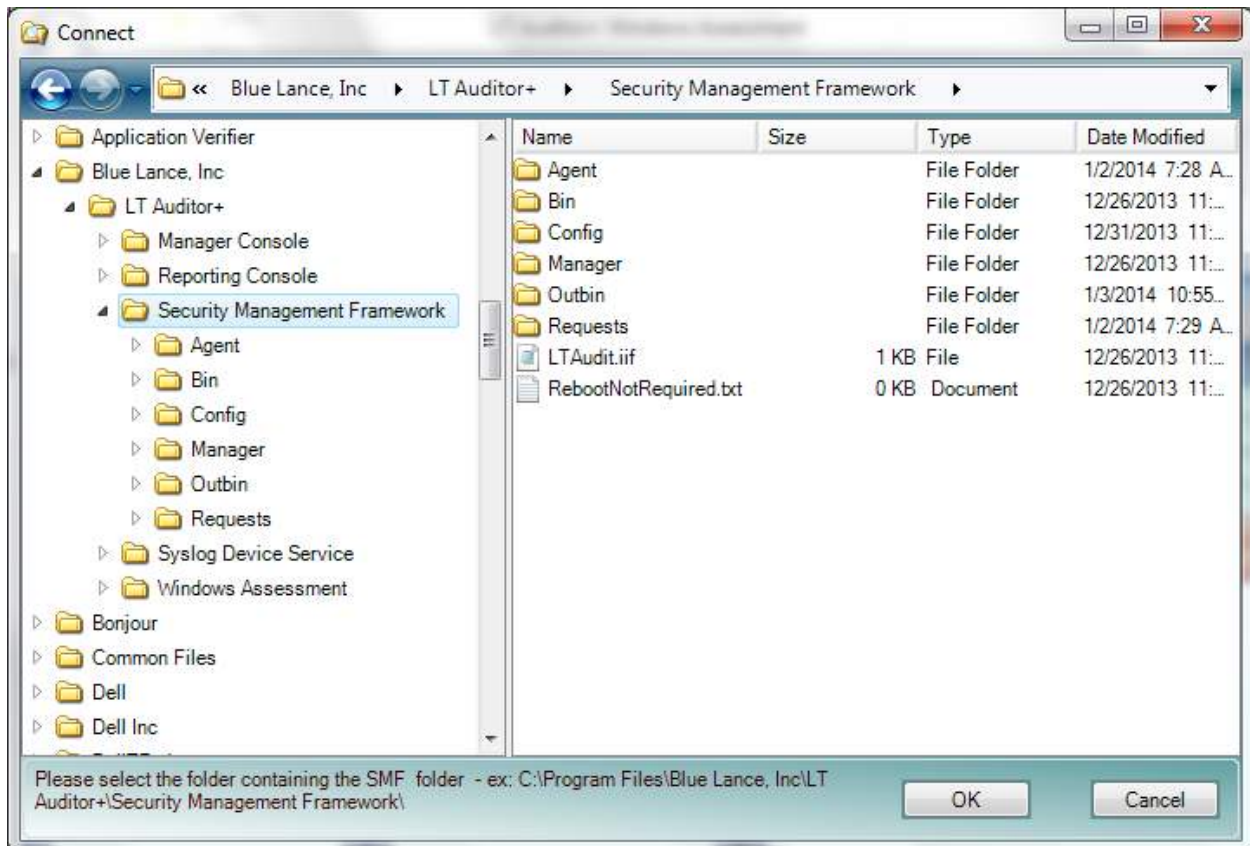 Connect
« Blue Lance, Inc LT Auditor+ Security Management Framework
Application Verifier
Blue Lance, Inc
LT Auditor+
Manager Console
Reporting Console
Security Management Framework
Agent
Bin
Config
Manager
Outbin
Requests
Syslog Device Service
Windows Assessment
Bonjour
Common Files
Dell
Dell Inc
Name Size Type Date Modified
Agent File Folder 1/2/2014 7:28 A...
Bin File Folder 12/26/2013 11:...
Config File Folder 12/31/2013 11:...
Manager File Folder 12/26/2013 11:...
Outbin File Folder 1/3/2014 10:55...
Requests File Folder 1/2/2014 7:29 A...
LTAudit.iif 1 KB File 12/26/2013 11:...
RebootNotRequired.txt 0 KB Document 12/26/2013 11:...
Please select the folder containing the SMF folder - ex: C:\Program Files\Blue Lance, Inc\LT
Auditor+\Security Management Framework\
OK Cancel